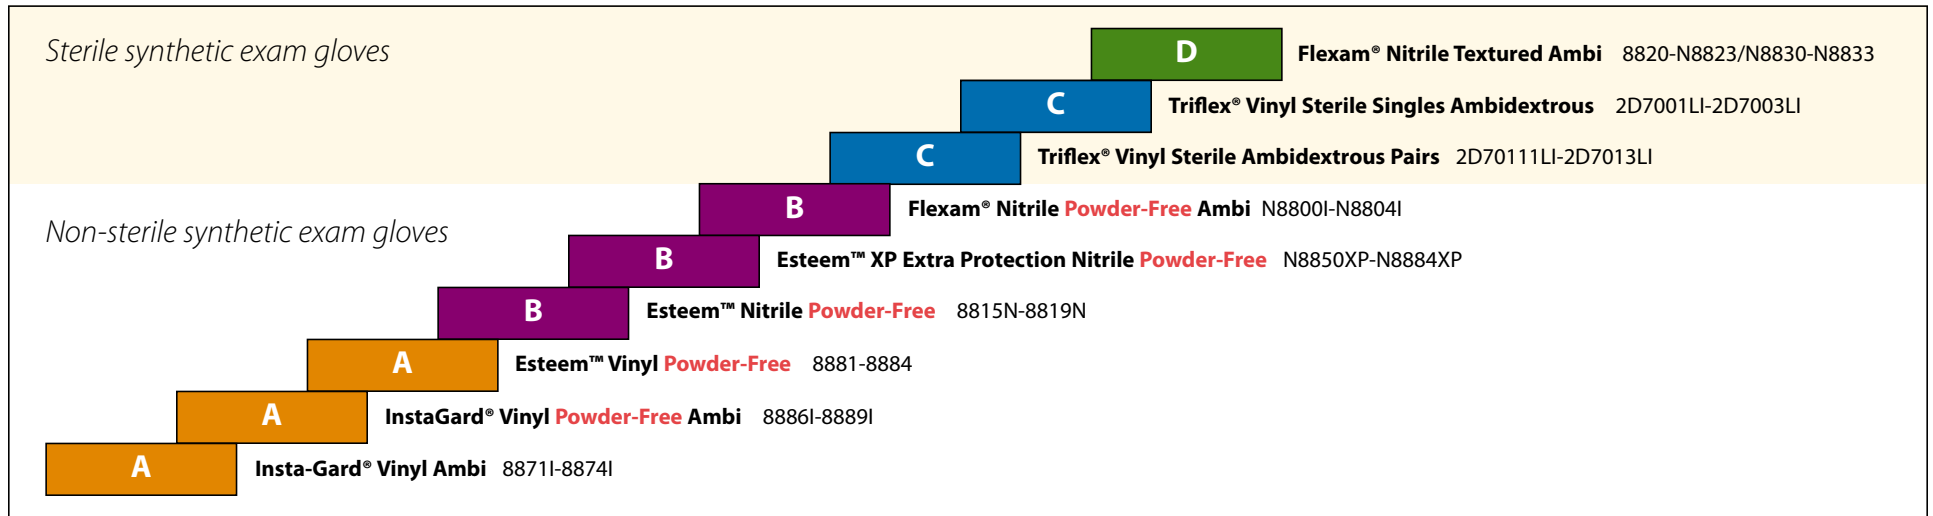 Sterile synthetic exam gloves
D Flexam® Nitrile Textured Ambi 8820-N8823/N8830-N8833
C Triflex® Vinyl Sterile Singles Ambidextrous 2D7001LI-2D7003LI
C Triflex® Vinyl Sterile Ambidextrous Pairs 2D70111LI-2D7013LI
B Flexam® Nitrile Powder-Free Ambi N8800I-N8804I
Non-sterile synthetic exam gloves
B Esteem™ XP Extra Protection Nitrile Powder-Free N8850XP-N8884XP
B Esteem™ Nitrile Powder-Free 8815N-8819N
A Esteem™ Vinyl Powder-Free 8881-8884
A InstaGard® Vinyl Powder-Free Ambi 8886I-8889I
A Insta-Gard® Vinyl Ambi 8871I-8874I